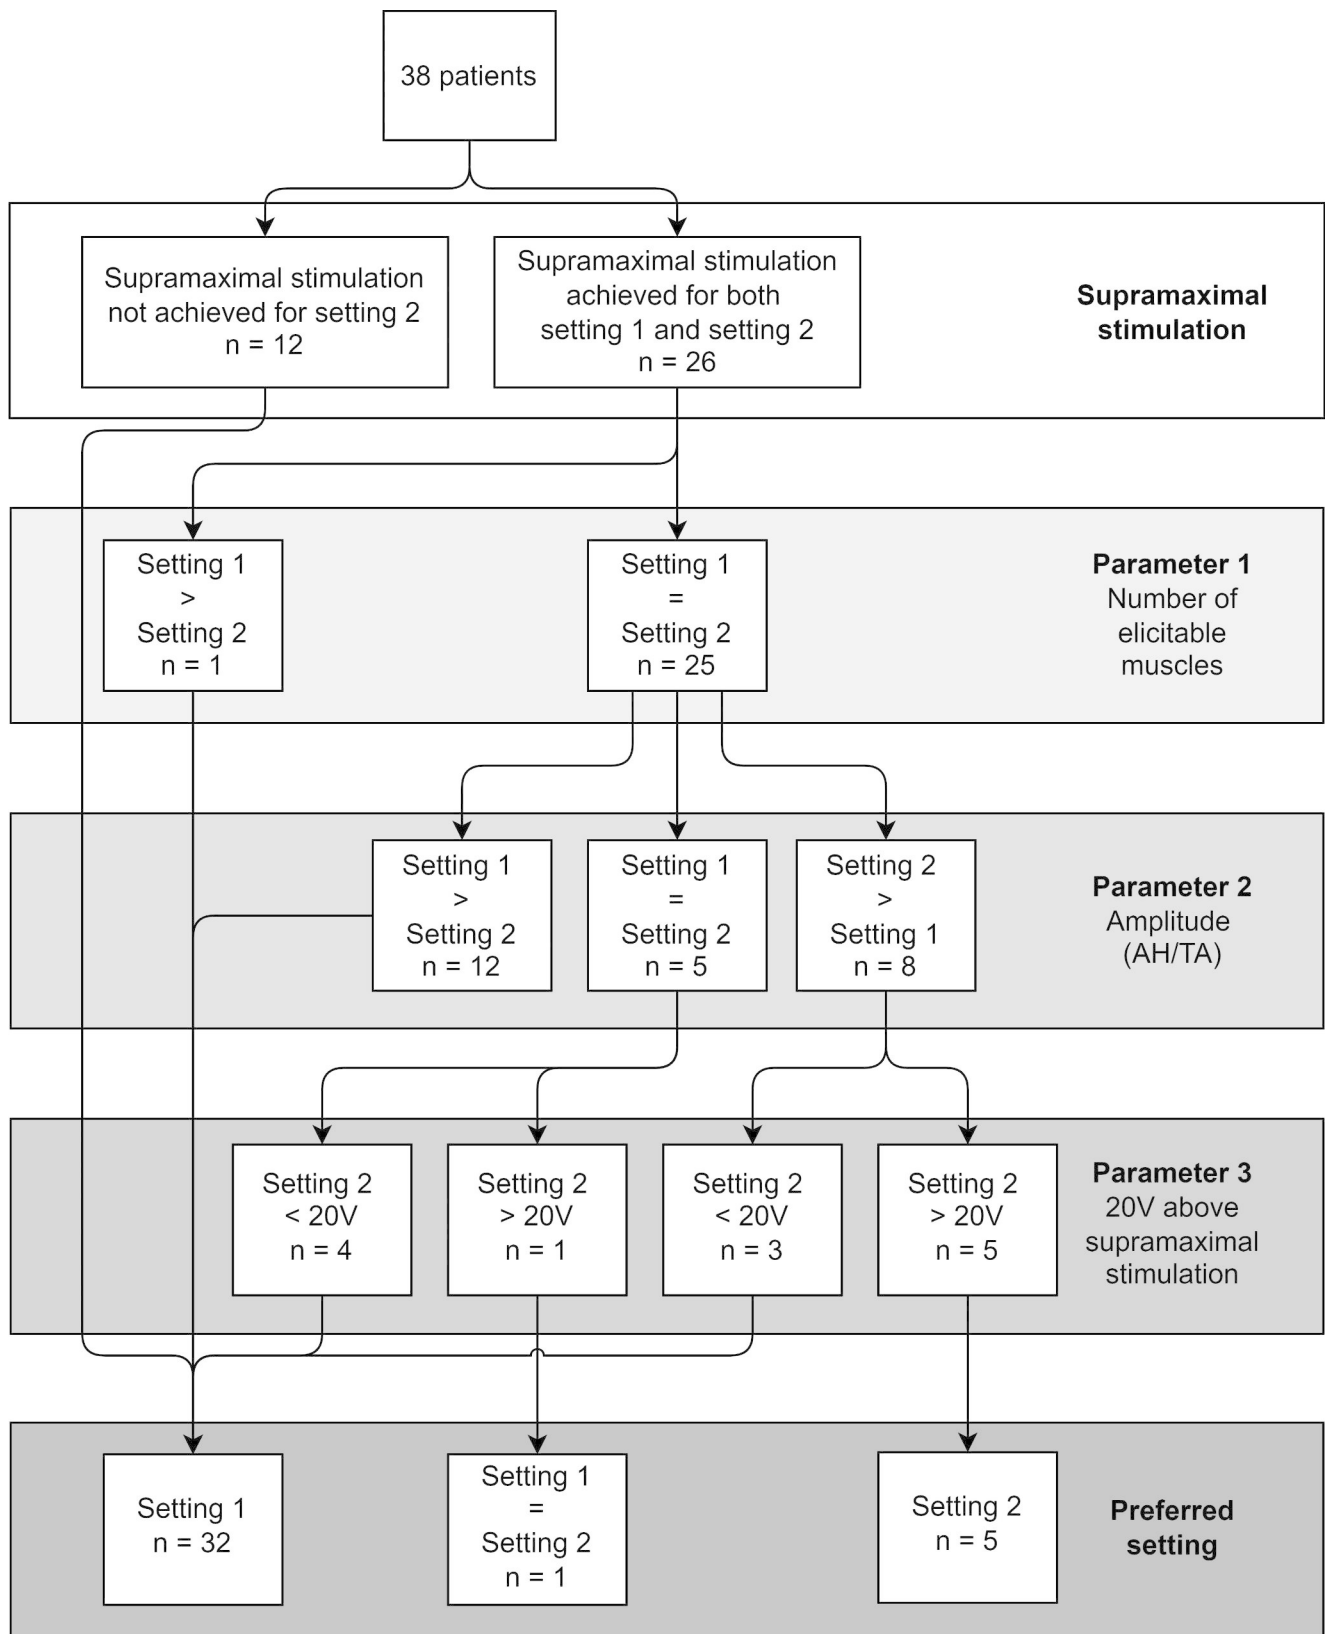 38 patients
Supramaximal stimulation
not achieved for setting 2
n = 12
Supramaximal stimulation
achieved for both
setting 1 and setting 2
n = 26
Supramaximal
stimulation
Setting 1
>
Setting 2
n = 1
Setting 1
=
Setting 2
n = 25
Parameter 1
Number of
elicitable
muscles
Setting 1
>
Setting 2
n = 12
Setting 1
=
Setting 2
n = 5
Setting 2
>
Setting 1
n = 8
Parameter 2
Amplitude
(AH/TA)
Setting 2
< 20V
n = 4
Setting 2
> 20V
n = 1
Setting 2
< 20V
n = 3
Setting 2
> 20V
n = 5
Parameter 3
20V above
supramaximal
stimulation
Setting 1
n = 32
Setting 1
=
Setting 2
n = 1
Setting 2
n = 5
Preferred
setting